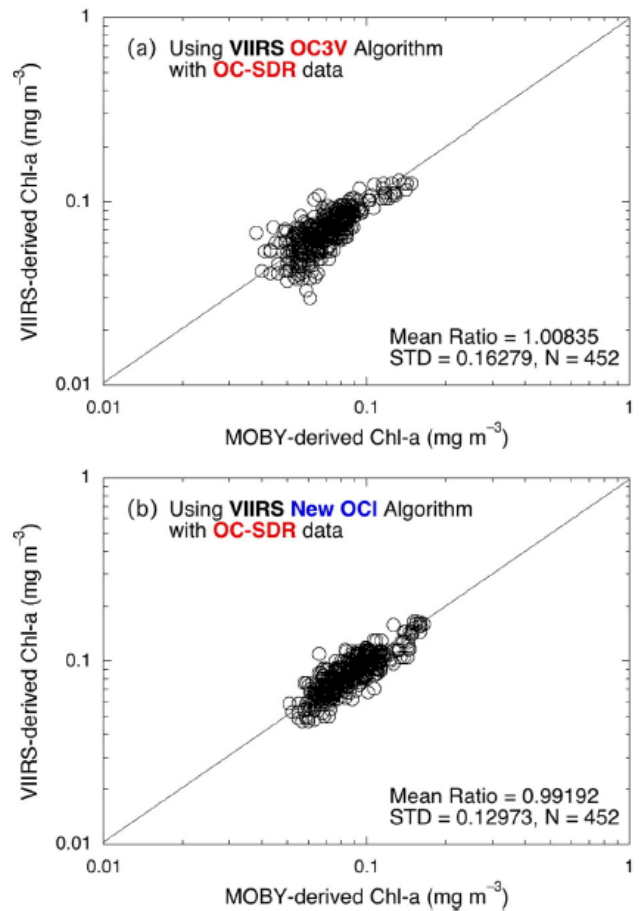 1
(a) Using VIIRS OC3V Algorithm
with OC-SDR data
VIIRS-derived Chl-a (mg m⁻³)
0.1
Mean Ratio = 1.00835
STD = 0.16279, N = 452
0.01
0.01 0.1 1
MOBY-derived Chl-a (mg m⁻³)
1
(b) Using VIIRS New OCI Algorithm
with OC-SDR data
VIIRS-derived Chl-a (mg m⁻³)
0.1
Mean Ratio = 0.99192
STD = 0.12973, N = 452
0.01
0.01 0.1 1
MOBY-derived Chl-a (mg m⁻³)